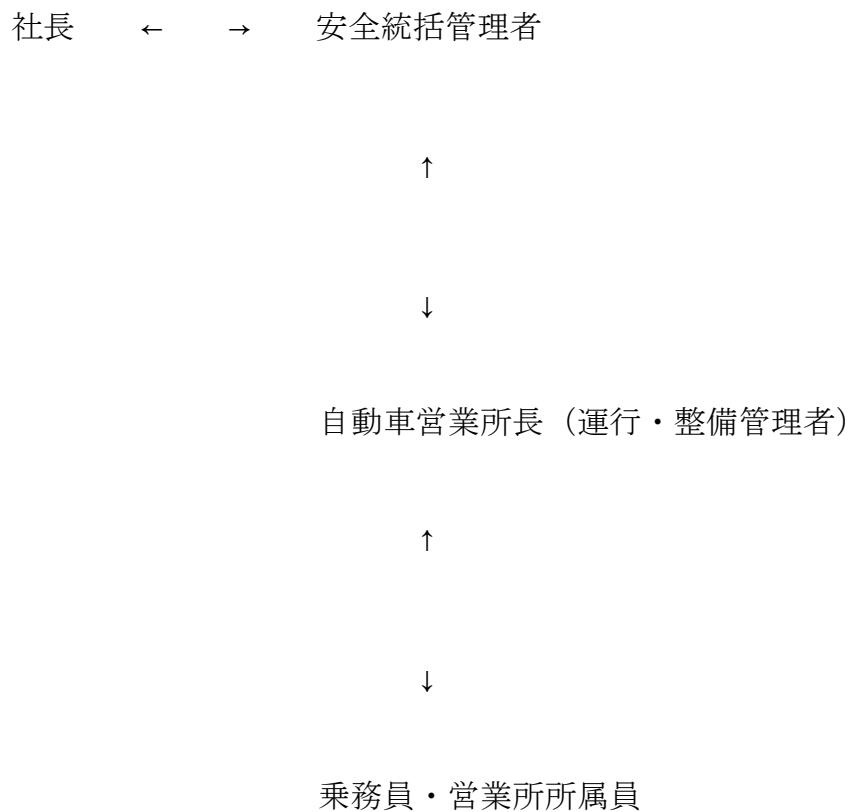 社長　←　→　安全統括管理者
↑
↓
自動車営業所長（運行・整備管理者）
↑
↓
乗務員・営業所所属員